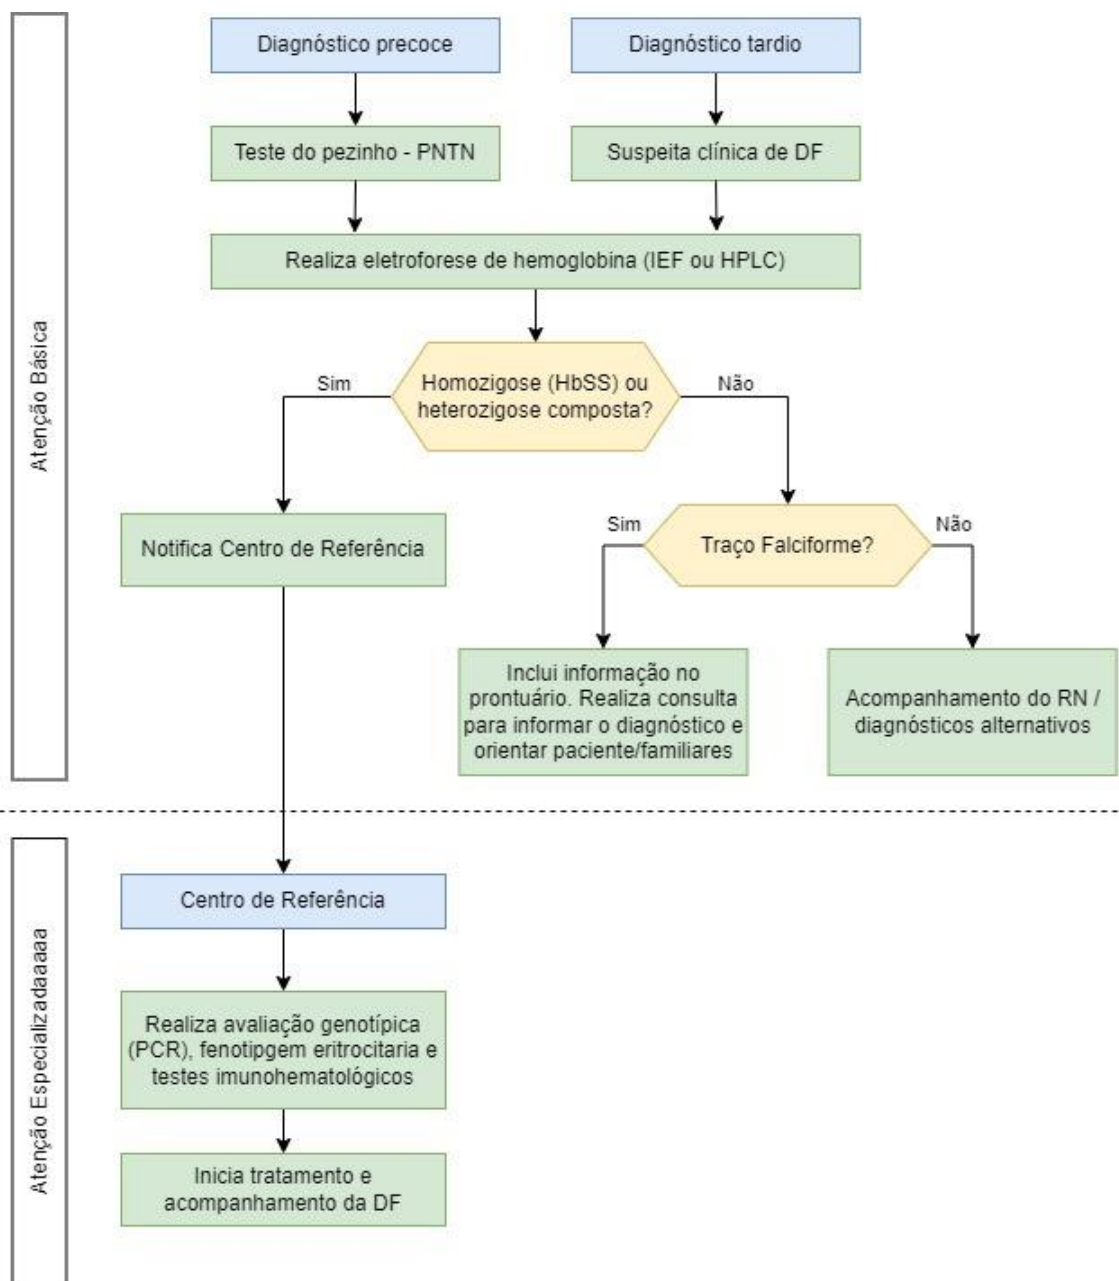 Diagnóstico precoce
Diagnóstico tardio
Teste do pezinho - PNTN
Suspeita clínica de DF
Realiza eletroforese de hemoglobina (IEF ou HPLC)
Atenção Básica
Homozigose (HbSS) ou
heterozigose composta?
Sim
Não
Notifica Centro de Referência
Traço Falciforme?
Sim
Não
Inclui informação no
prontuário. Realiza consulta
para informar o diagnóstico e
orientar paciente/familiares
Acompanhamento do RN /
diagnósticos alternativos
Atenção Especializadaaaaa
Centro de Referência
Realiza avaliação genotípica
(PCR), fenotipgem eritrocitaria e
testes imunohematológicos
Inicia tratamento e
acompanhamento da DF